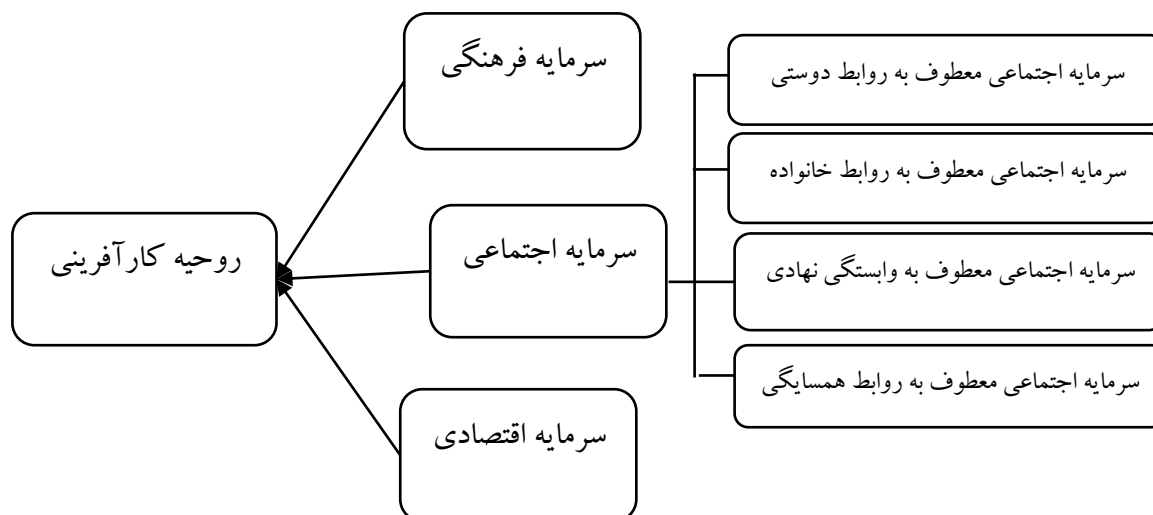 سرمایه اجتماعی معطوف به روابط دوستی
سرمایه اجتماعی معطوف به روابط خانواده
سرمایه اجتماعی معطوف به وابستگی نهادی
سرمایه اجتماعی معطوف به روابط همسایگی
سرمایه فرهنگی
سرمایه اجتماعی
سرمایه اقتصادی
روحیه کارآفرینی